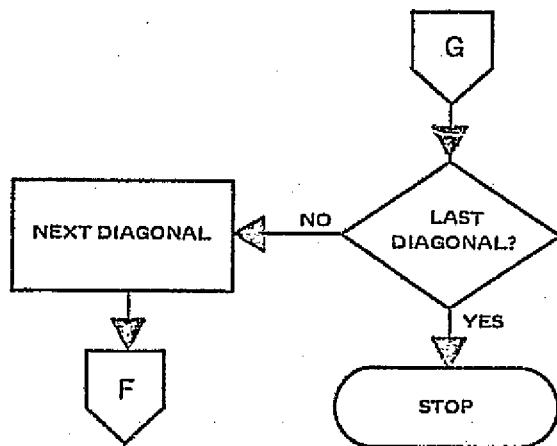 G
LAST
DIAGONAL?
NO
NEXT DIAGONAL
YES
F
STOP